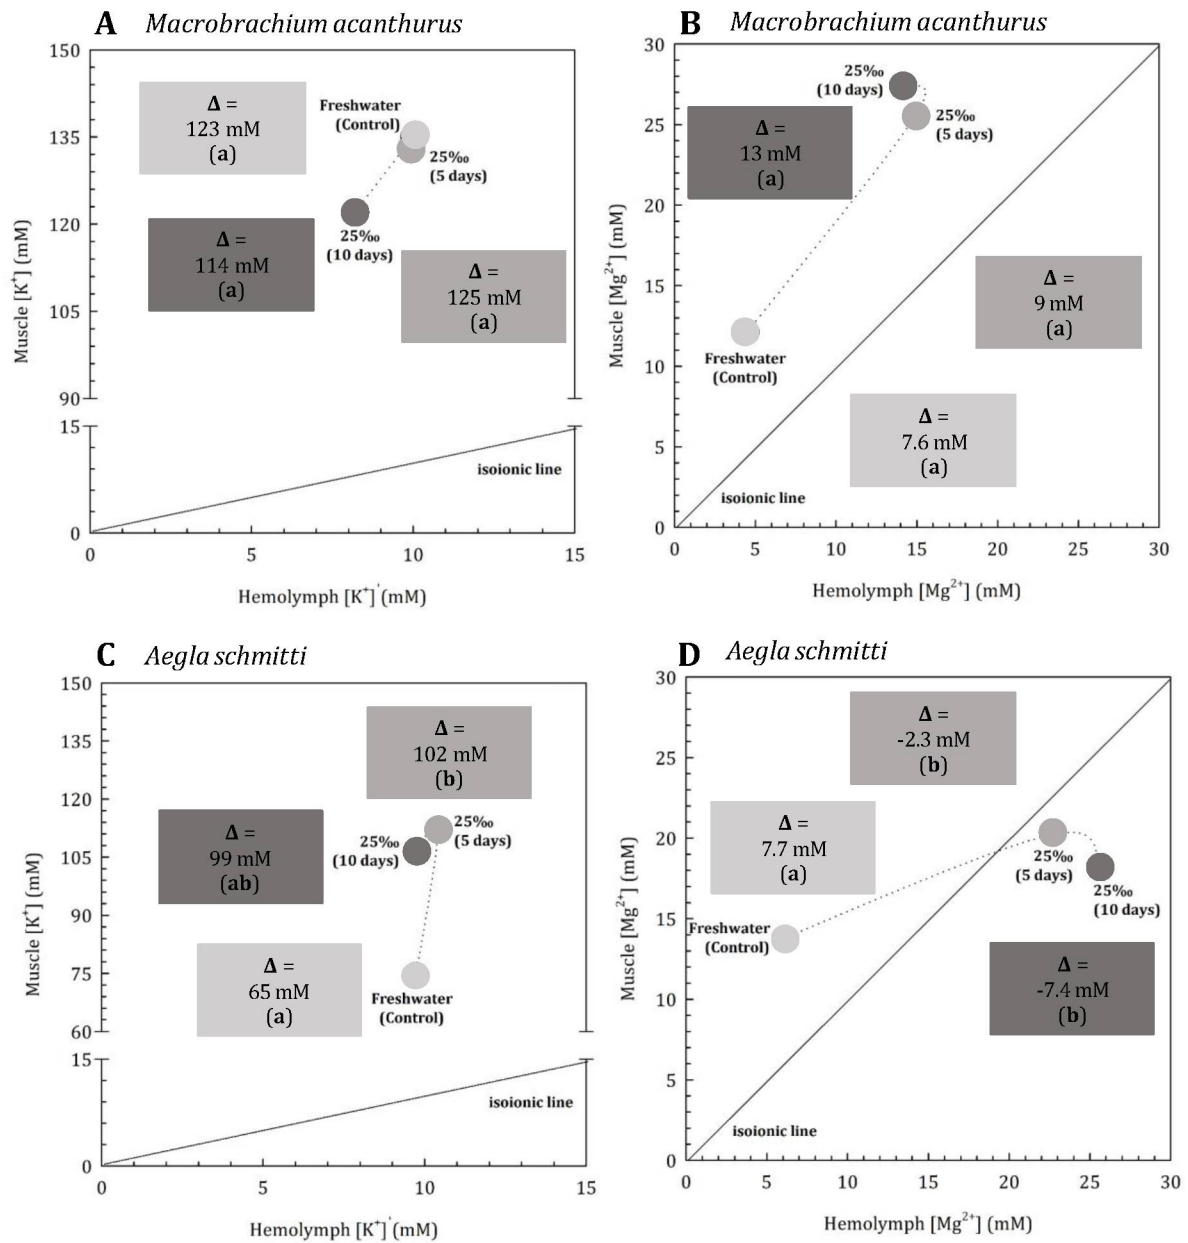 A Macrobrachium acanthurus
150
135
120
105
90
15
0
Muscle [K⁺] (mM)
Δ =
123 mM
(a)
Freshwater
(Control)
25‰
(5 days)
25‰
(10 days)
Δ =
114 mM
(a)
Δ =
125 mM
(a)
isoionic line
0 5 10 15
Hemolymph [K⁺]' (mM)
B Macrobrachium acanthurus
30
25
20
15
10
5
0
Muscle [Mg²⁺] (mM)
25‰
(10 days)
25‰
(5 days)
Δ =
13 mM
(a)
Δ =
9 mM
(a)
Freshwater
(Control)
Δ =
7.6 mM
(a)
isoionic line
0 5 10 15 20 25 30
Hemolymph [Mg²⁺] (mM)
C Aegla schmitti
150
135
120
105
90
75
60
15
0
Muscle [K⁺] (mM)
Δ =
102 mM
(b)
25‰
(5 days)
25‰
(10 days)
Δ =
99 mM
(ab)
Δ =
65 mM
(a)
Freshwater
(Control)
isoionic line
0 5 10 15
Hemolymph [K⁺]' (mM)
D Aegla schmitti
30
25
20
15
10
5
0
Muscle [Mg²⁺] (mM)
Δ =
-2.3 mM
(b)
Δ =
7.7 mM
(a)
25‰
(5 days)
25‰
(10 days)
Freshwater
(Control)
Δ =
-7.4 mM
(b)
isoionic line
0 5 10 15 20 25 30
Hemolymph [Mg²⁺] (mM)